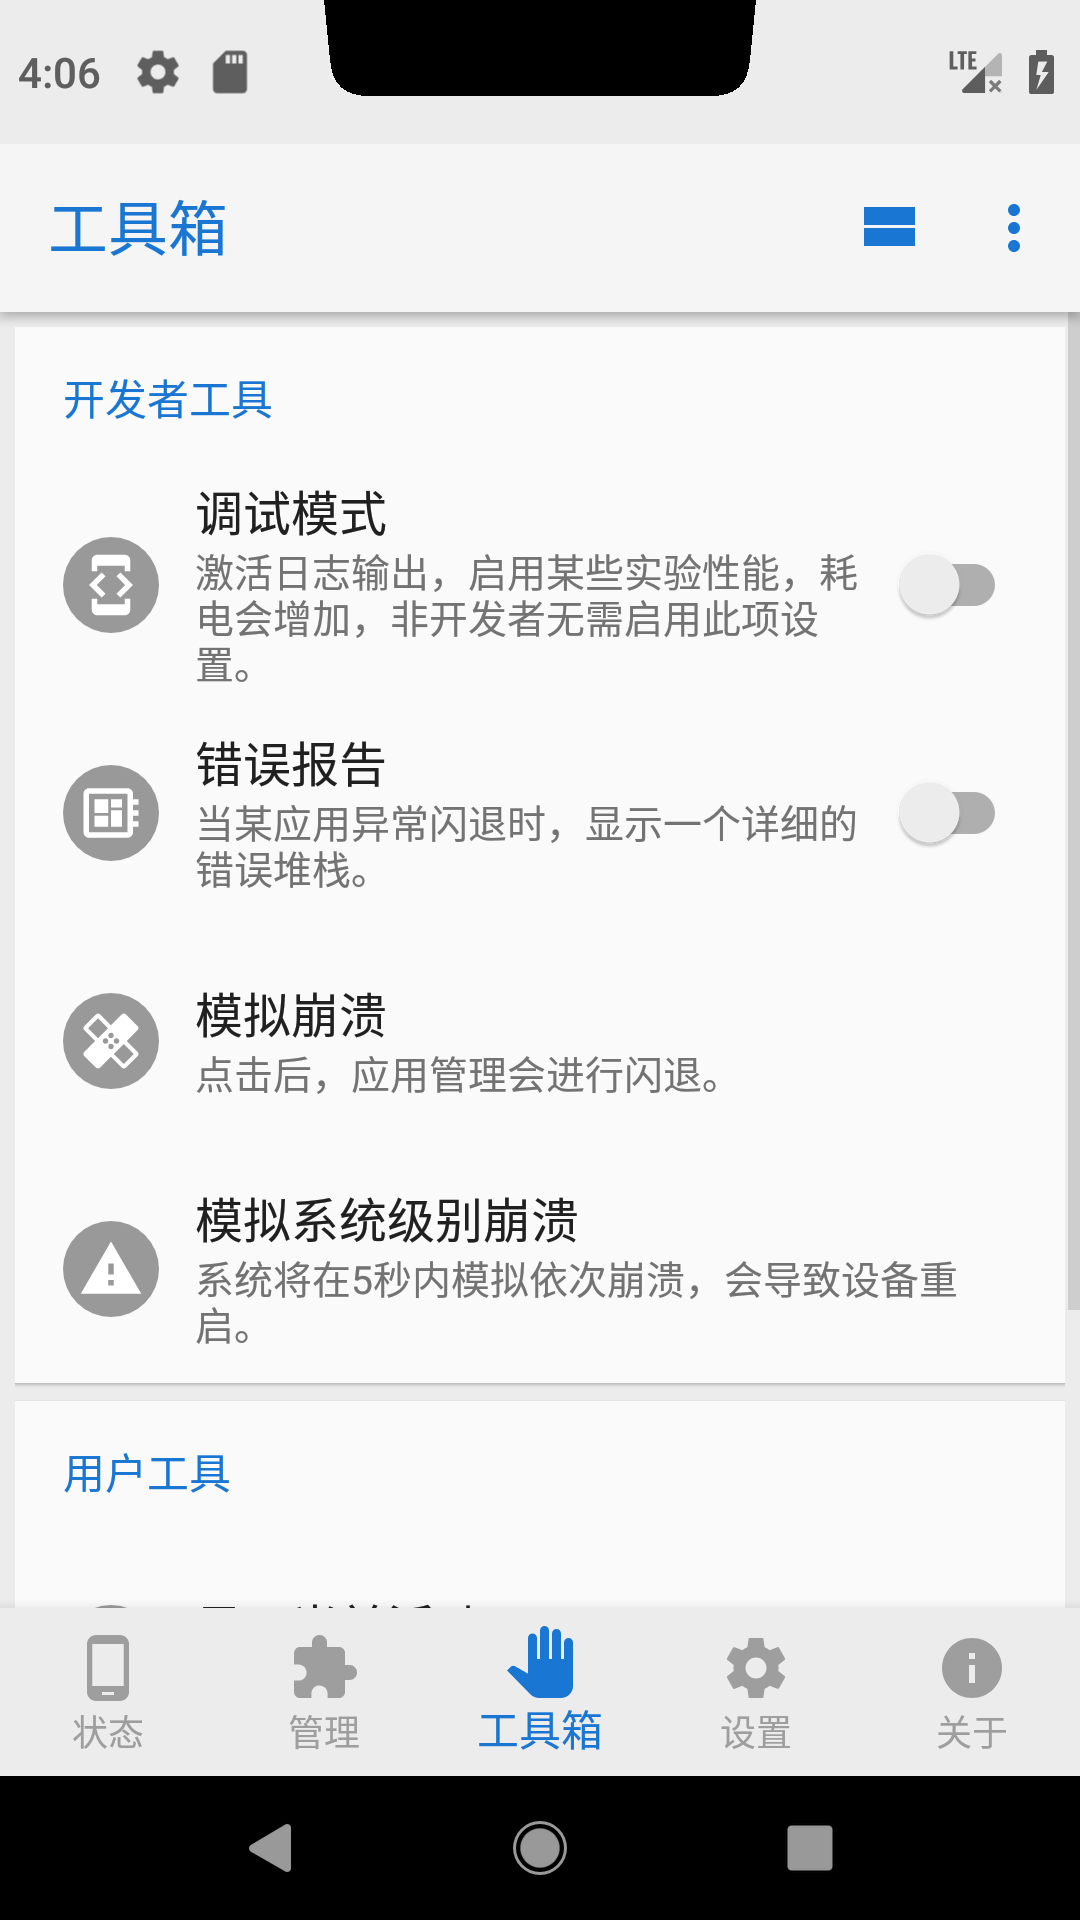 4:06
LTE
工具箱
开发者工具
调试模式
激活日志输出，启用某些实验性能，耗
电会增加，非开发者无需启用此项设
置。
错误报告
当某应用异常闪退时，显示一个详细的
错误堆栈。
模拟崩溃
点击后，应用管理会进行闪退。
模拟系统级别崩溃
系统将在5秒内模拟依次崩溃，会导致设备重
启。
用户工具
状态
管理
工具箱
设置
关于